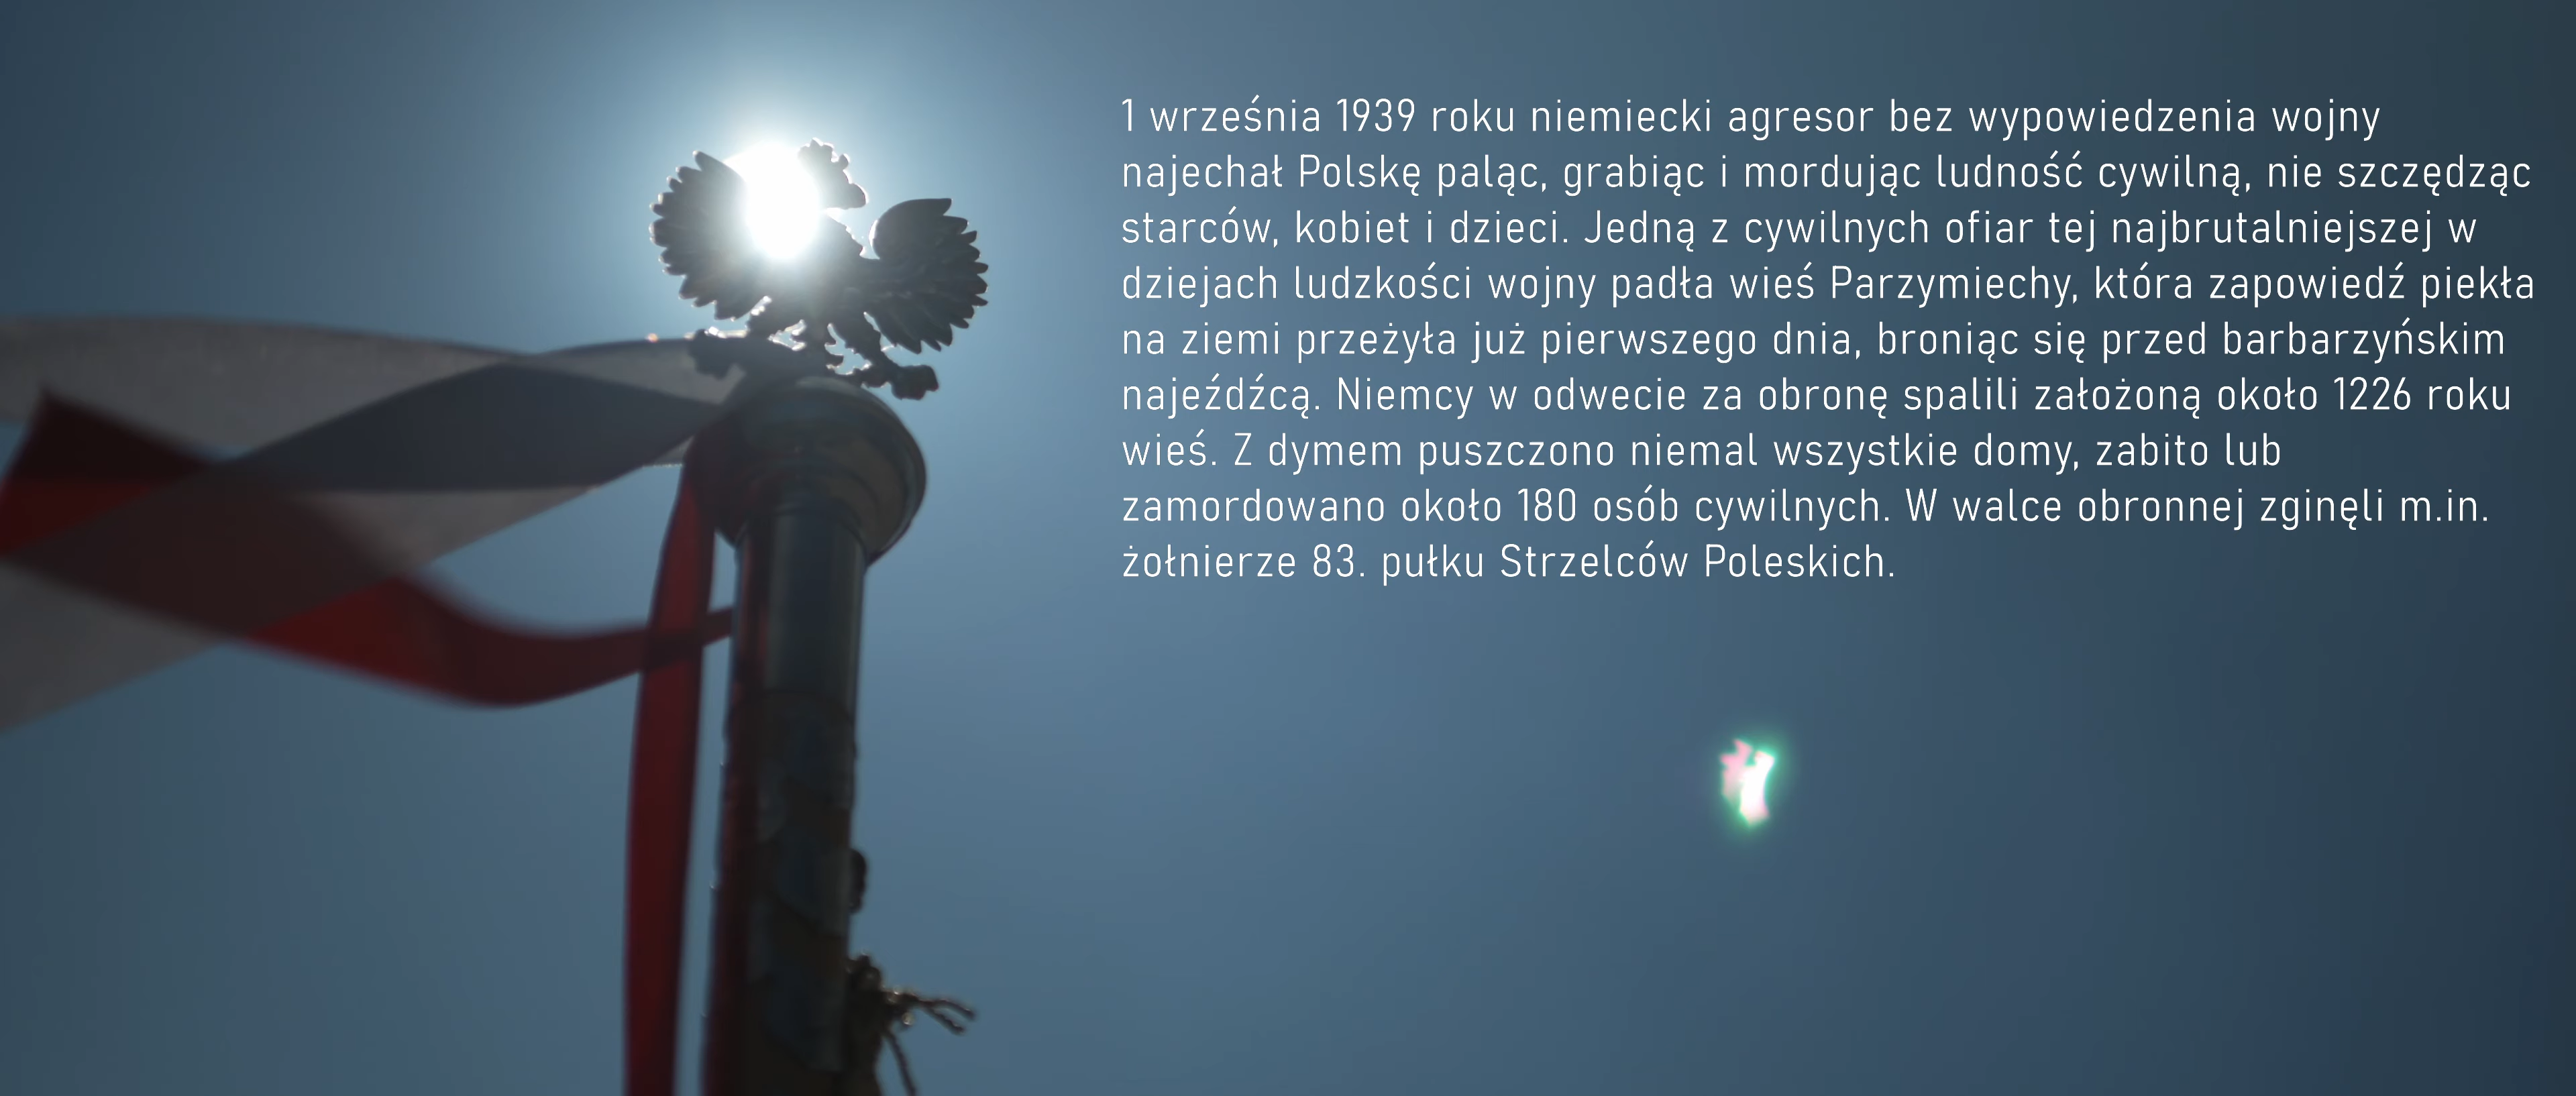 1 września 1939 roku niemiecki agresor bez wypowiedzenia wojny
najechał Polskę paląc, grabiąc i mordując ludność cywilną, nie szczędząc
starców, kobiet i dzieci. Jedną z cywilnych ofiar tej najbrutalniejszej w
dziejach ludzkości wojny padła wieś Parzymiechy, która zapowiedź piekła
na ziemi przeżyła już pierwszego dnia, broniąc się przed barbarzyńskim
najeźdźcą. Niemcy w odwecie za obronę spalili założoną około 1226 roku
wieś. Z dymem puszczono niemal wszystkie domy, zabito lub
zamordowano około 180 osób cywilnych. W walce obronnej zginęli m.in.
żołnierze 83. pułku Strzelców Poleskich.